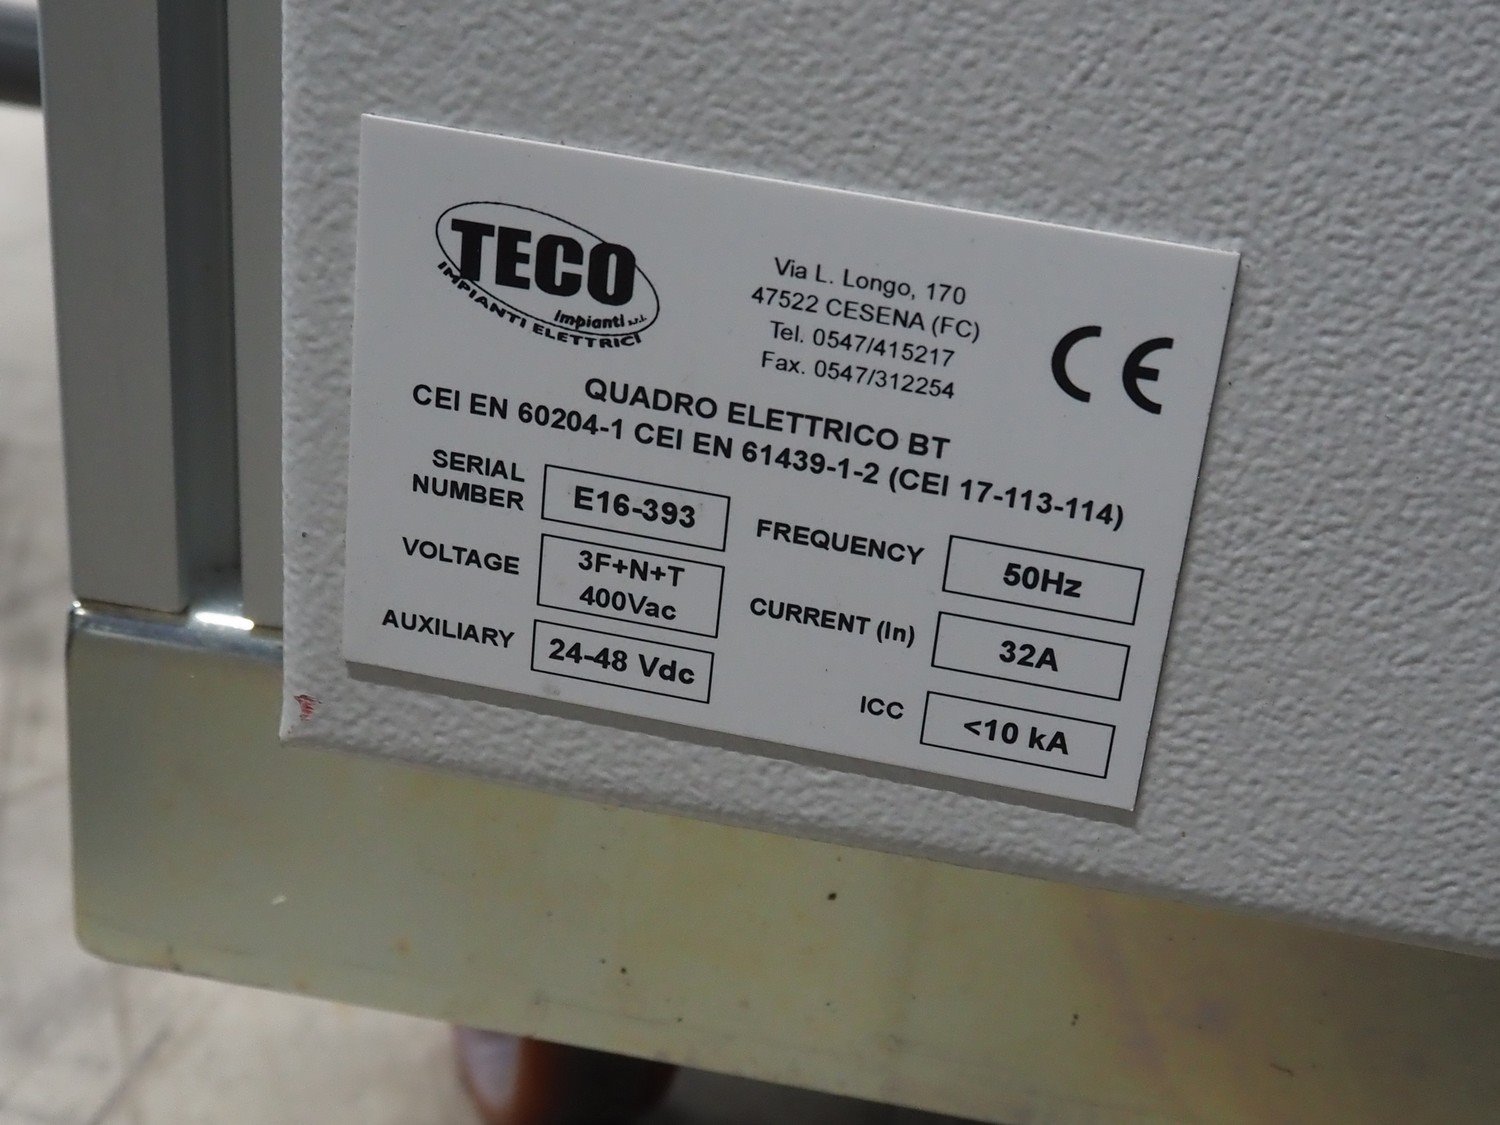 TECO
Impianti s.r.l.
IMPIANTI ELETTRICI
Via L. Longo, 170
47522 CESENA (FC)
Tel. 0547/415217
Fax. 0547/312254
CE
QUADRO ELETTRICO BT
CEI EN 60204-1 CEI EN 61439-1-2 (CEI 17-113-114)
SERIAL
NUMBER
E16-393
VOLTAGE
3F+N+T
400Vac
AUXILIARY
24-48 Vdc
FREQUENCY
50Hz
CURRENT (In)
32A
ICC
<10 kA